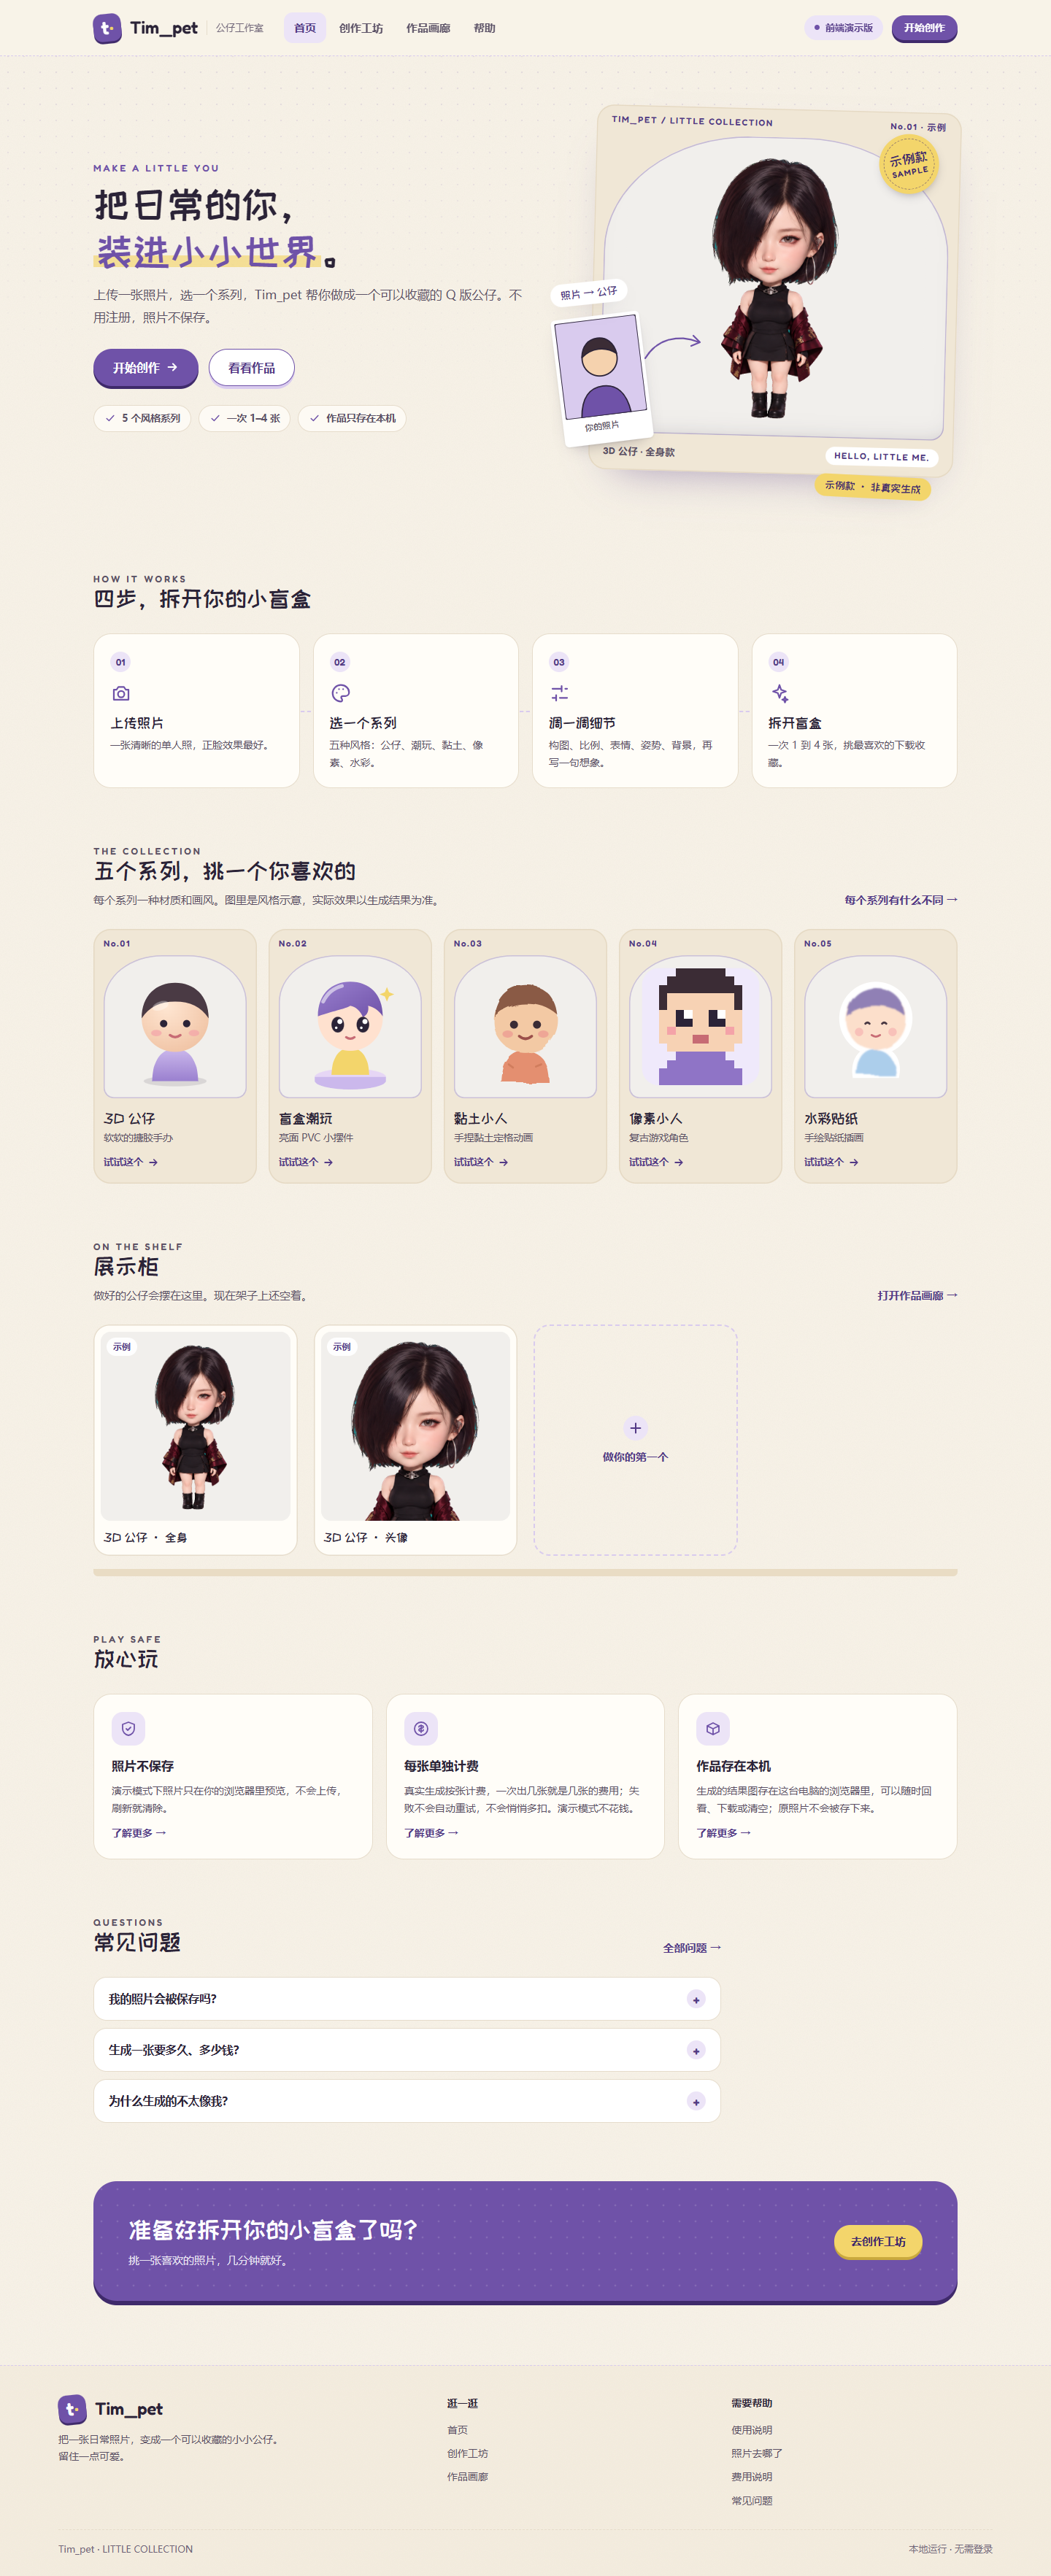 t· Tim_pet 公仔工作室 首页 创作工坊 作品画廊 帮助 前端演示版 开始创作
TIM_PET / LITTLE COLLECTION
No.01 · 示例
示例款
SAMPLE
MAKE A LITTLE YOU
把日常的你，
装进小小世界。
上传一张照片，选一个系列，Tim_pet 帮你做成一个可以收藏的 Q 版公仔。不
用注册，照片不保存。
开始创作 →
看看作品
5 个风格系列
一次 1–4 张
作品只存在本机
照片 → 公仔
你的照片
3D 公仔 · 全身款
HELLO, LITTLE ME.
示例款 · 非真实生成
HOW IT WORKS
四步，拆开你的小盲盒
01
上传照片
一张清晰的单人照，正脸效果最好。
02
选一个系列
五种风格：公仔、潮玩、黏土、像
素、水彩。
03
调一调细节
构图、比例、表情、姿势、背景，再
写一句想象。
04
拆开盲盒
一次 1 到 4 张，挑最喜欢的下载收
藏。
THE COLLECTION
五个系列，挑一个你喜欢的
每个系列一种材质和画风。图里是风格示意，实际效果以生成结果为准。
每个系列有什么不同 →
No.01
3D 公仔
软软的搪胶手办
试试这个 →
No.02
盲盒潮玩
亮面 PVC 小摆件
试试这个 →
No.03
黏土小人
手捏黏土定格动画
试试这个 →
No.04
像素小人
复古游戏角色
试试这个 →
No.05
水彩贴纸
手绘贴纸插画
试试这个 →
ON THE SHELF
展示柜
做好的公仔会摆在这里。现在架子上还空着。
打开作品画廊 →
示例
3D 公仔 · 全身
示例
3D 公仔 · 头像
+
做你的第一个
PLAY SAFE
放心玩
照片不保存
演示模式下照片只在你的浏览器里预览，不会上传，
刷新就清除。
了解更多 →
每张单独计费
真实生成按张计费，一次出几张就是几张的费用；失
败不会自动重试，不会悄悄多扣。演示模式不花钱。
了解更多 →
作品存在本机
生成的结果图存在这台电脑的浏览器里，可以随时回
看、下载或清空；原照片不会被存下来。
了解更多 →
QUESTIONS
常见问题
全部问题 →
我的照片会被保存吗？ +
生成一张要多久、多少钱？ +
为什么生成的不太像我？ +
准备好拆开你的小盲盒了吗？
挑一张喜欢的照片，几分钟就好。
去创作工坊
t· Tim_pet
把一张日常照片，变成一个可以收藏的小小公仔。
留住一点可爱。
逛一逛
首页
创作工坊
作品画廊
需要帮助
使用说明
照片去哪了
费用说明
常见问题
Tim_pet · LITTLE COLLECTION
本地运行 · 无需登录